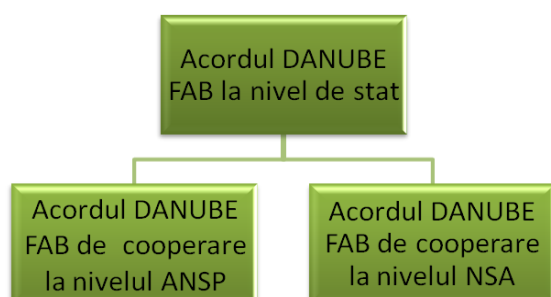 Acordul DANUBE
FAB la nivel de stat
Acordul DANUBE
FAB de cooperare
la nivelul ANSP
Acordul DANUBE
FAB de cooperare
la nivelul NSA